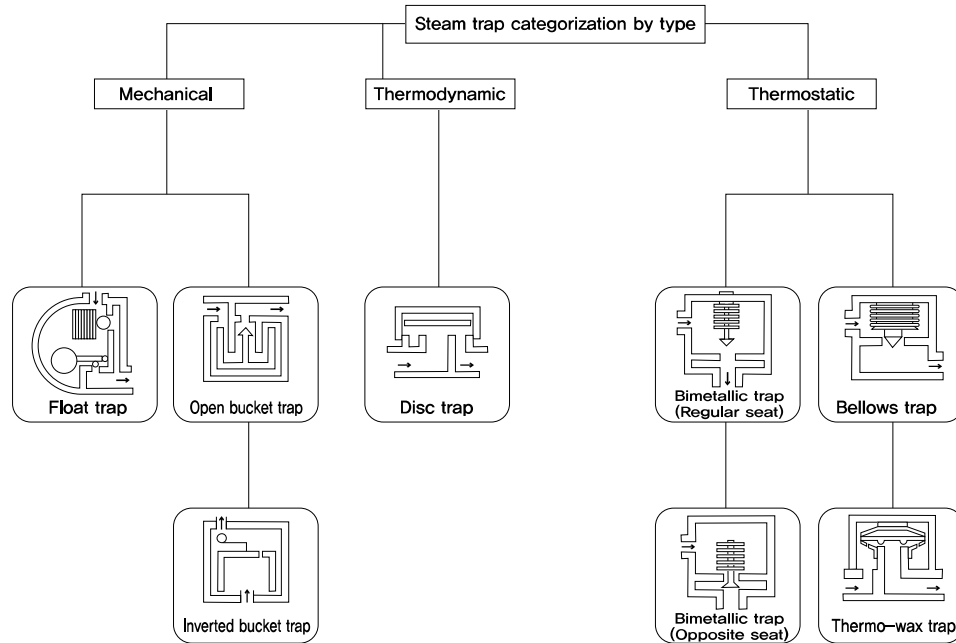 Steam trap categorization by type
Mechanical
Thermodynamic
Thermostatic
Float trap
Open bucket trap
Disc trap
Bimetallic trap
(Regular seat)
Bellows trap
Inverted bucket trap
Bimetallic trap
(Opposite seat)
Thermo-wax trap